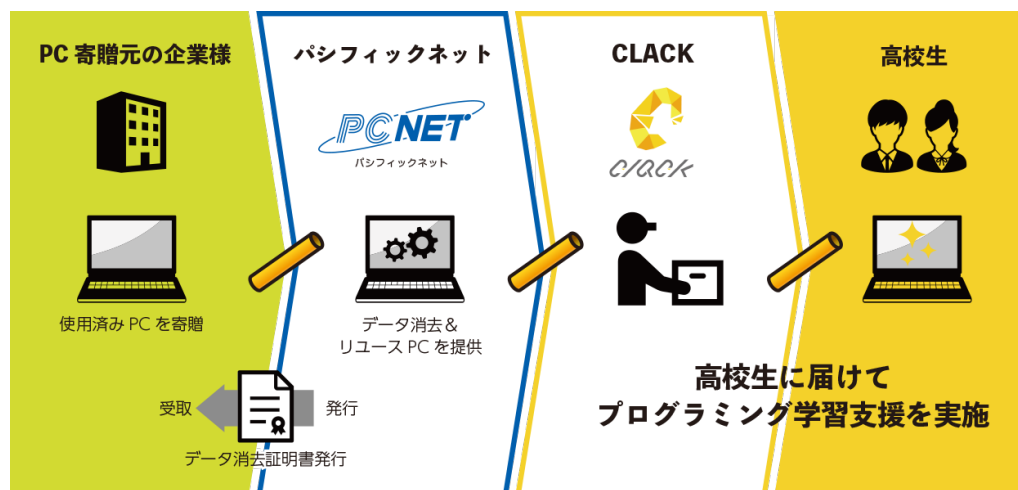 PC 寄贈元の企業様
パシフィックネット
CLACK
高校生
PC NET
パシフィックネット
clack
使用済み PC を寄贈
データ消去＆
リユース PC を提供
高校生に届けて
プログラミング学習支援を実施
受取
発行
データ消去証明書発行